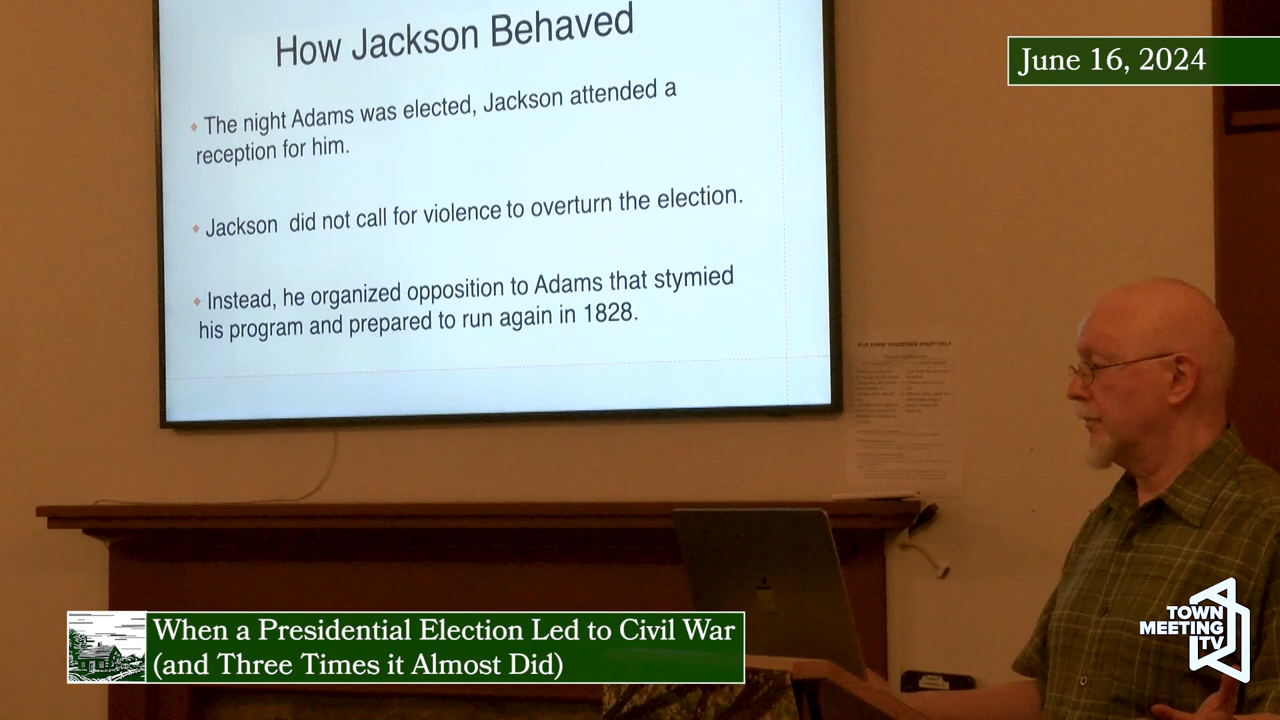 How Jackson Behaved
The night Adams was elected, Jackson attended a
reception for him.
Jackson did not call for violence to overturn the election.
Instead, he organized opposition to Adams that stymied
his program and prepared to run again in 1828.
June 16, 2024
When a Presidential Election Led to Civil War
(and Three Times it Almost Did)
TOWN
MEETING
TV